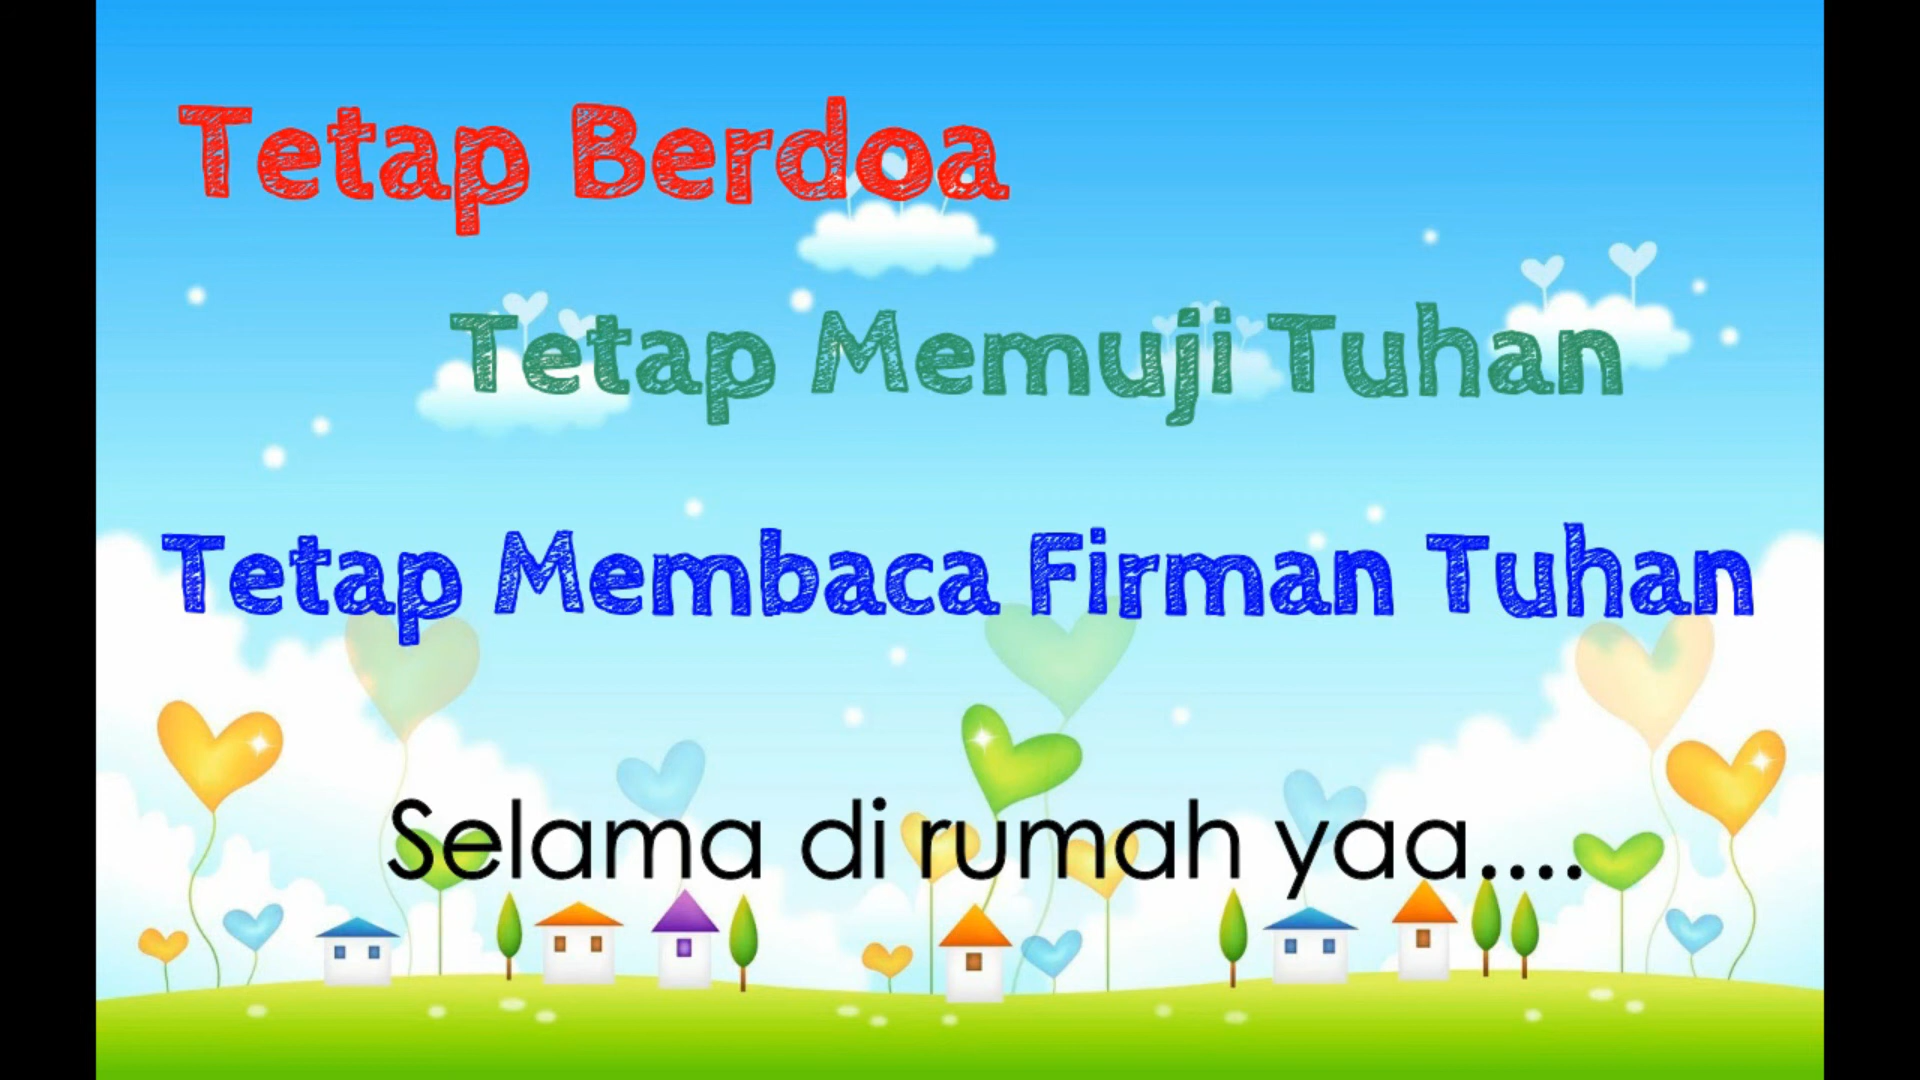 Tetap Berdoa
Tetap Memuji Tuhan
Tetap Membaca Firman Tuhan
Selama di rumah yaa....